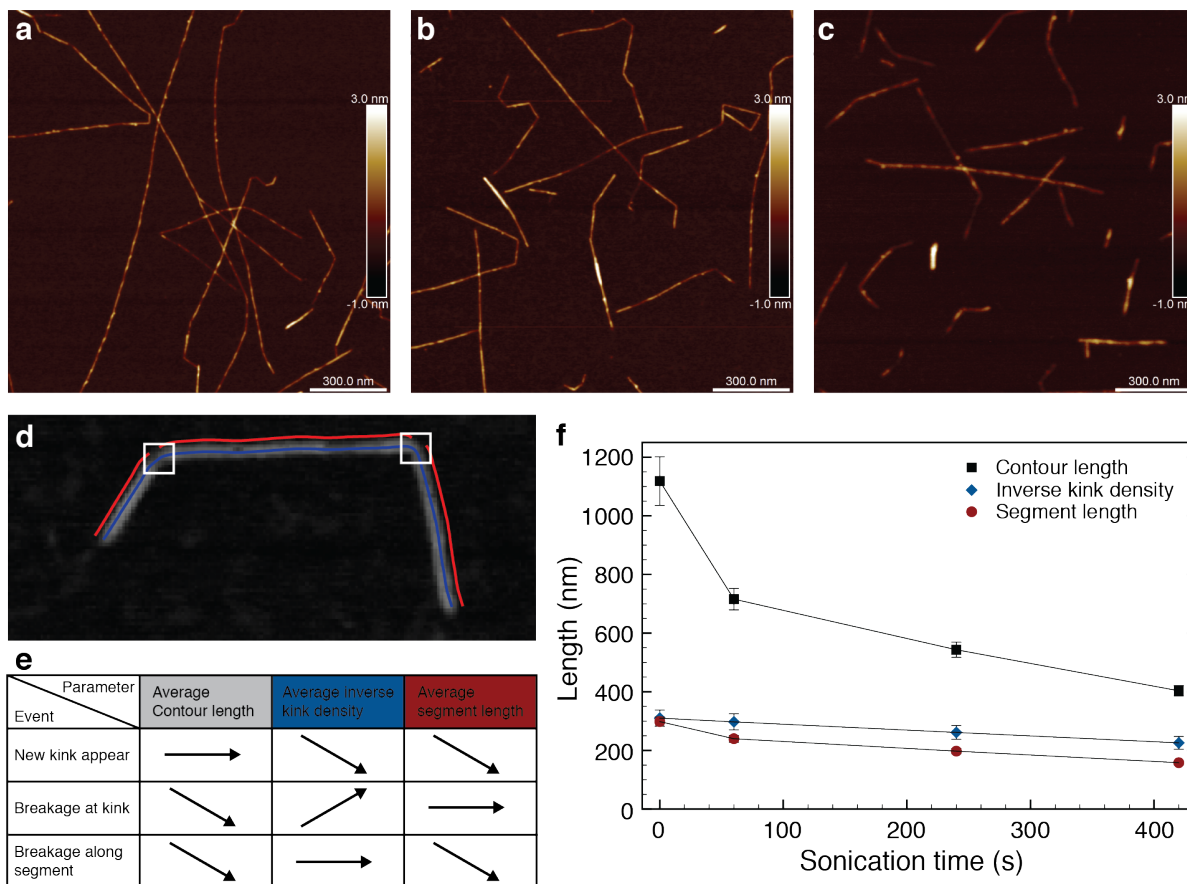 a
3.0 nm
-1.0 nm
300.0 nm
b
3.0 nm
-1.0 nm
300.0 nm
c
3.0 nm
-1.0 nm
300.0 nm
d
e
Parameter
Event
Average
Contour length
Average inverse
kink density
Average
segment length
New kink appear
Breakage at kink
Breakage along
segment
f
Contour length
Inverse kink density
Segment length
Length (nm)
1200
1000
800
600
400
200
0
0
100
200
300
400
Sonication time (s)